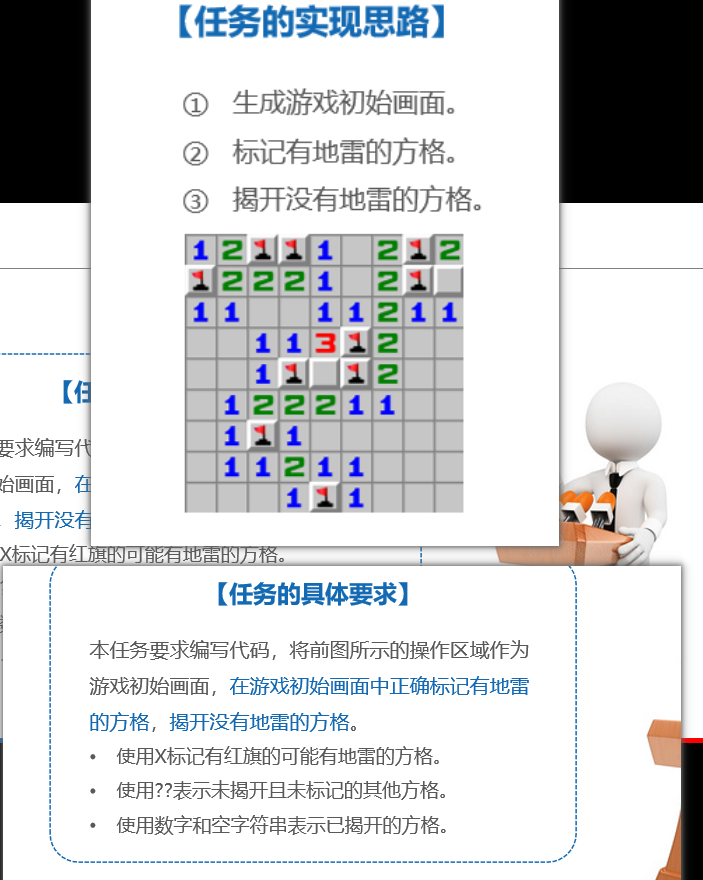 【任务的实现思路】
① 生成游戏初始画面。
② 标记有地雷的方格。
③ 揭开没有地雷的方格。
1 2 1 2 2
2 2 2 1 2
1 1 1 1 2 1 1
1 1 3 2
1 2
1 2 2 2 1 1
1 1
1 1 2 1 1
1 1
【任
要求编写代
始画面，在
，揭开没有
X标记有红旗的可能有地雷的方格。
【任务的具体要求】
本任务要求编写代码，将前图所示的操作区域作为
游戏初始画面，在游戏初始画面中正确标记有地雷
的方格，揭开没有地雷的方格。
• 使用X标记有红旗的可能有地雷的方格。
• 使用??表示未揭开且未标记的其他方格。
• 使用数字和空字符串表示已揭开的方格。